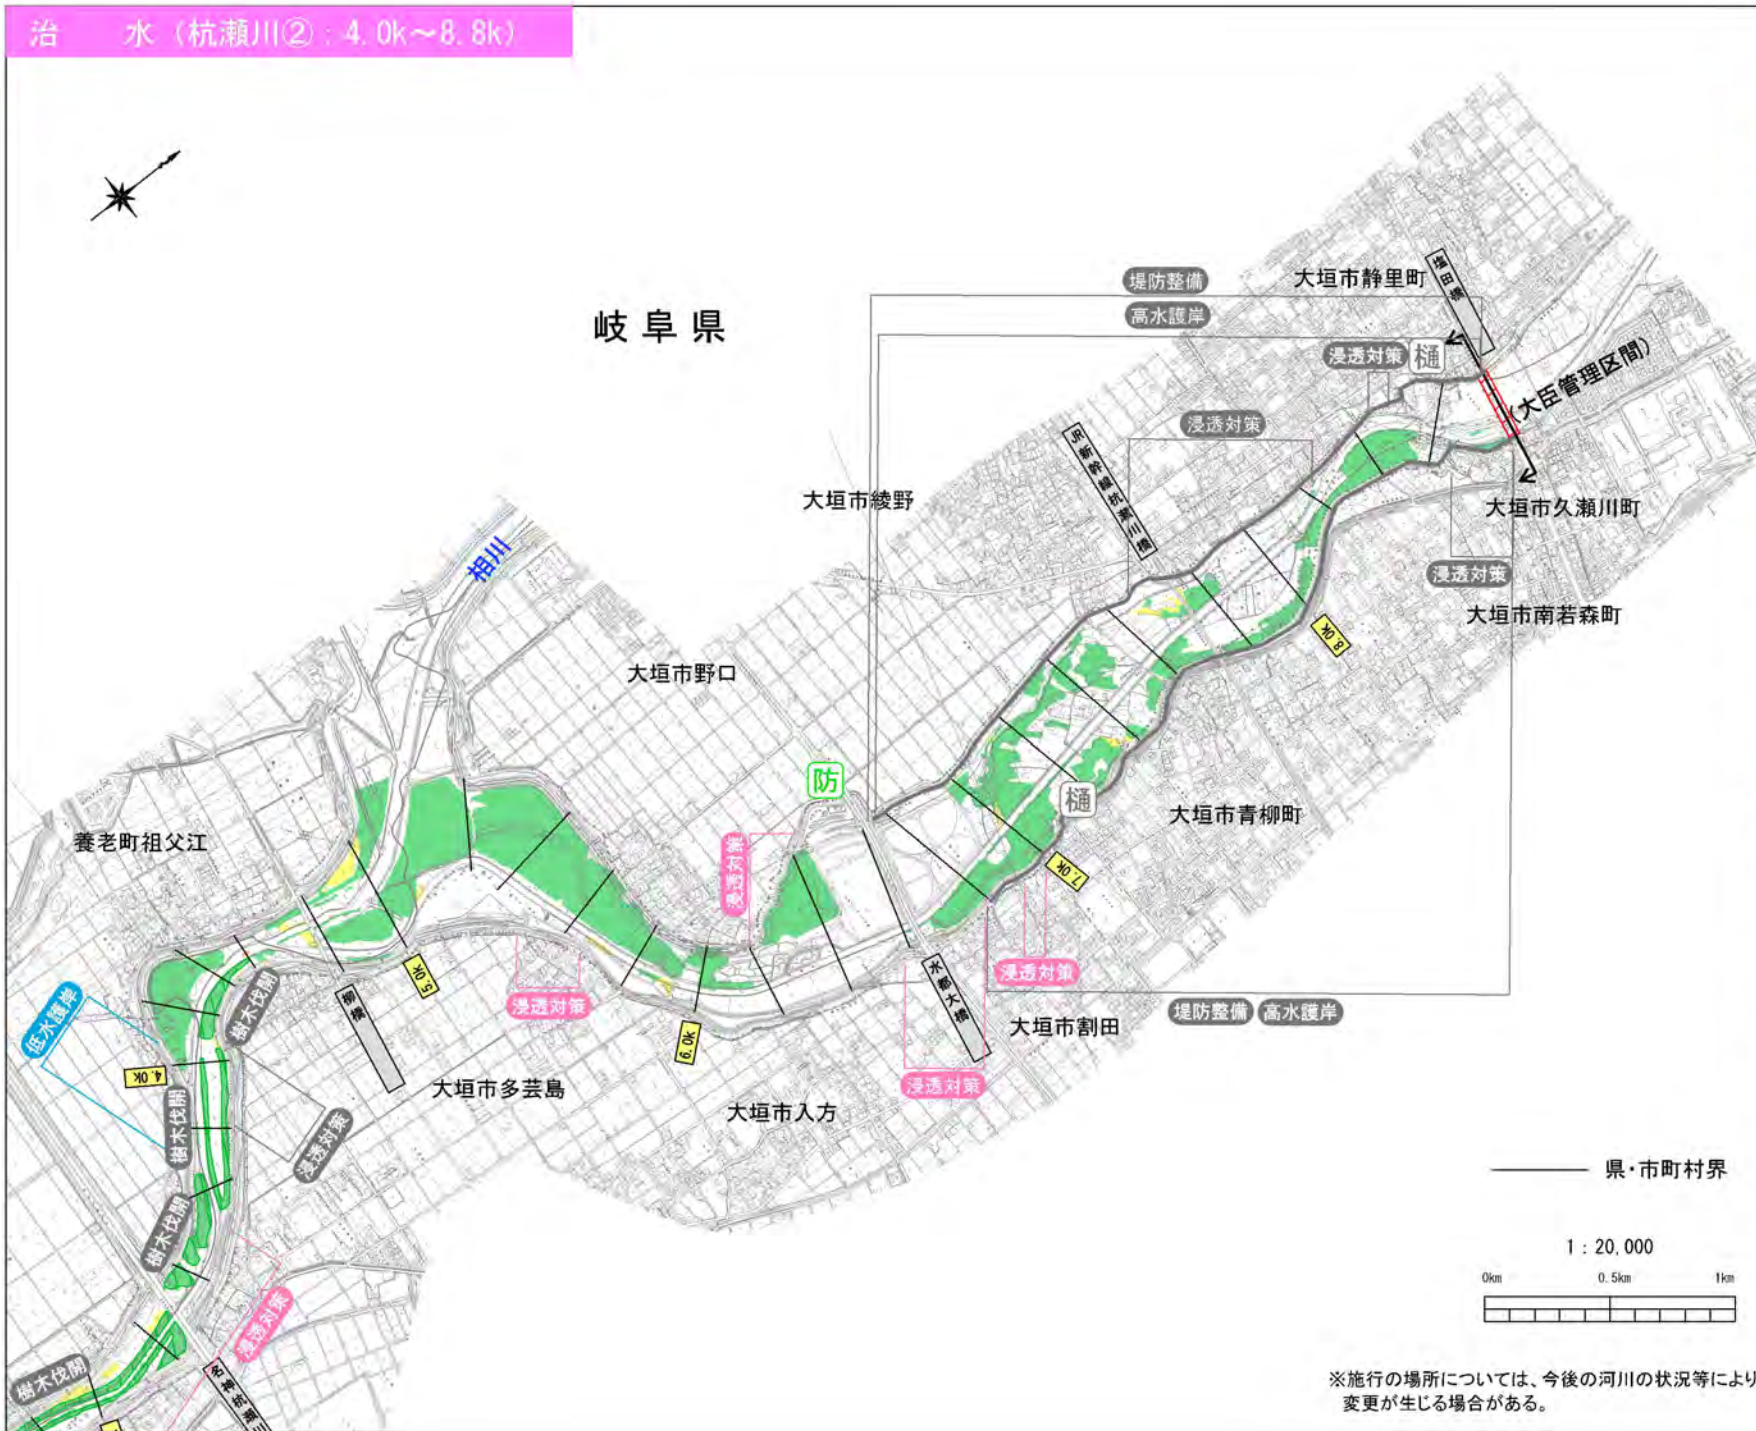 治 水 (杭瀬川②:4.0k～8.8k)
岐阜県
堤防整備
高水護岸
大垣市静里町
塩田橋
浸透対策
樋
(大臣管理区間)
浸透対策
JR新幹線杭瀬川橋
大垣市綾野
大垣市久瀬川町
浸透対策
大垣市南若森町
相川
8.0k
大垣市野口
防
樋
大垣市青柳町
養老町祖父江
浸透対策
7.0k
5.0k
浸透対策
水都大橋
浸透対策
堤防整備
高水護岸
大垣市割田
樹木伐開
低水護岸
柳橋
6.0k
4.0k
浸透対策
大垣市多芸島
大垣市入方
樹木伐開
浸透対策
県・市町村界
樹木伐開
1:20,000
0km 0.5km 1km
浸透対策
樹木伐開
名神杭瀬川
※施行の場所については、今後の河川の状況等により
変更が生じる場合がある。